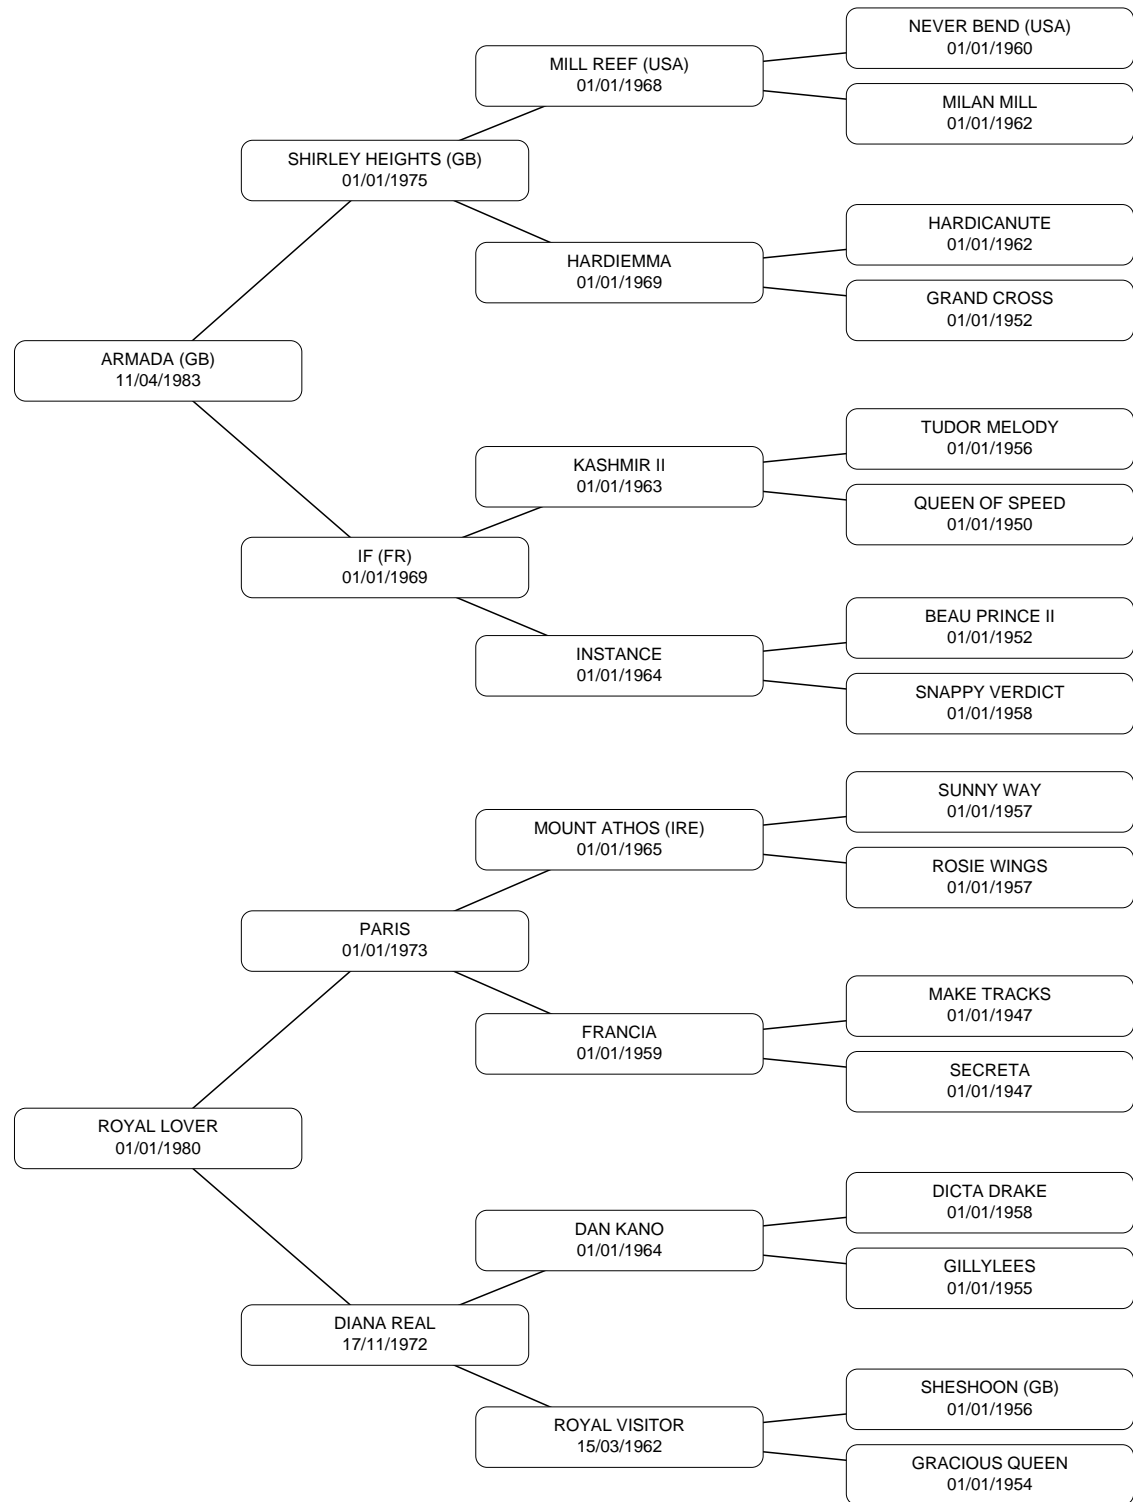 NEVER BEND (USA)
01/01/1960
MILL REEF (USA)
01/01/1968
MILAN MILL
01/01/1962
SHIRLEY HEIGHTS (GB)
01/01/1975
HARDICANUTE
01/01/1962
HARDIEMMA
01/01/1969
GRAND CROSS
01/01/1952
ARMADA (GB)
11/04/1983
TUDOR MELODY
01/01/1956
KASHMIR II
01/01/1963
QUEEN OF SPEED
01/01/1950
IF (FR)
01/01/1969
BEAU PRINCE II
01/01/1952
INSTANCE
01/01/1964
SNAPPY VERDICT
01/01/1958
SUNNY WAY
01/01/1957
MOUNT ATHOS (IRE)
01/01/1965
ROSIE WINGS
01/01/1957
PARIS
01/01/1973
MAKE TRACKS
01/01/1947
FRANCIA
01/01/1959
SECRETA
01/01/1947
ROYAL LOVER
01/01/1980
DICTA DRAKE
01/01/1958
DAN KANO
01/01/1964
GILLYLEES
01/01/1955
DIANA REAL
17/11/1972
SHESHOON (GB)
01/01/1956
ROYAL VISITOR
15/03/1962
GRACIOUS QUEEN
01/01/1954